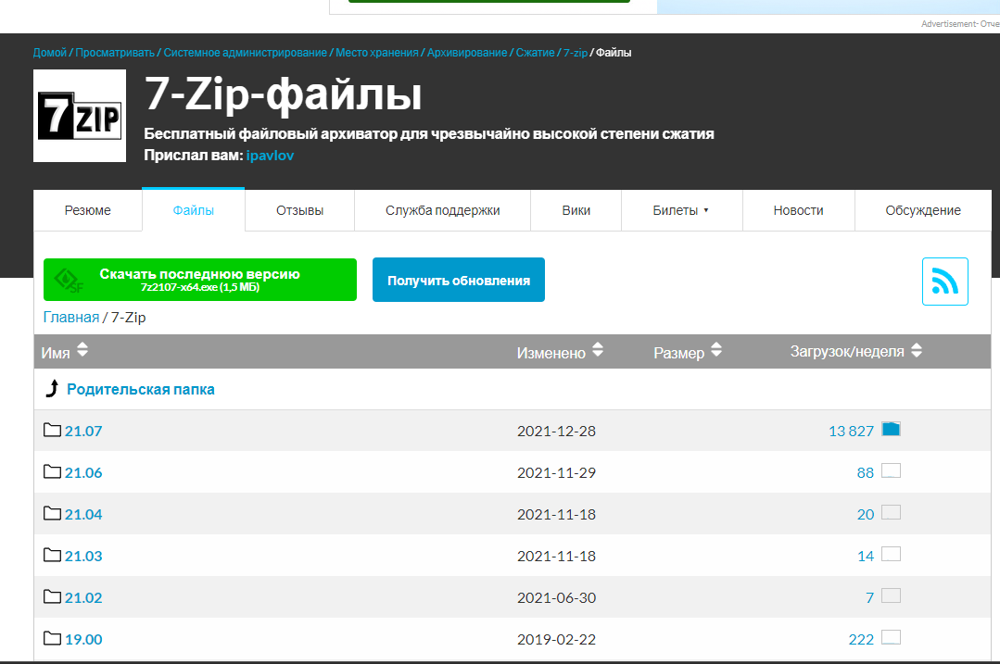 Advertisement- Отче
Домой / Просматривать / Системное администрирование / Место хранения / Архивирование / Сжатие / 7-zip / Файлы
7ZIP
7-Zip-файлы
Бесплатный файловый архиватор для чрезвычайно высокой степени сжатия
Прислал вам: ipavlov
Резюме Файлы Отзывы Служба поддержки Вики Билеты Новости Обсуждение
SF Скачать последнюю версию
7z2107-x64.exe (1,5 МБ)
Получить обновления
Главная / 7-Zip
Имя Изменено Размер Загрузок/неделя
Родительская папка
21.07 2021-12-28 13 827
21.06 2021-11-29 88
21.04 2021-11-18 20
21.03 2021-11-18 14
21.02 2021-06-30 7
19.00 2019-02-22 222